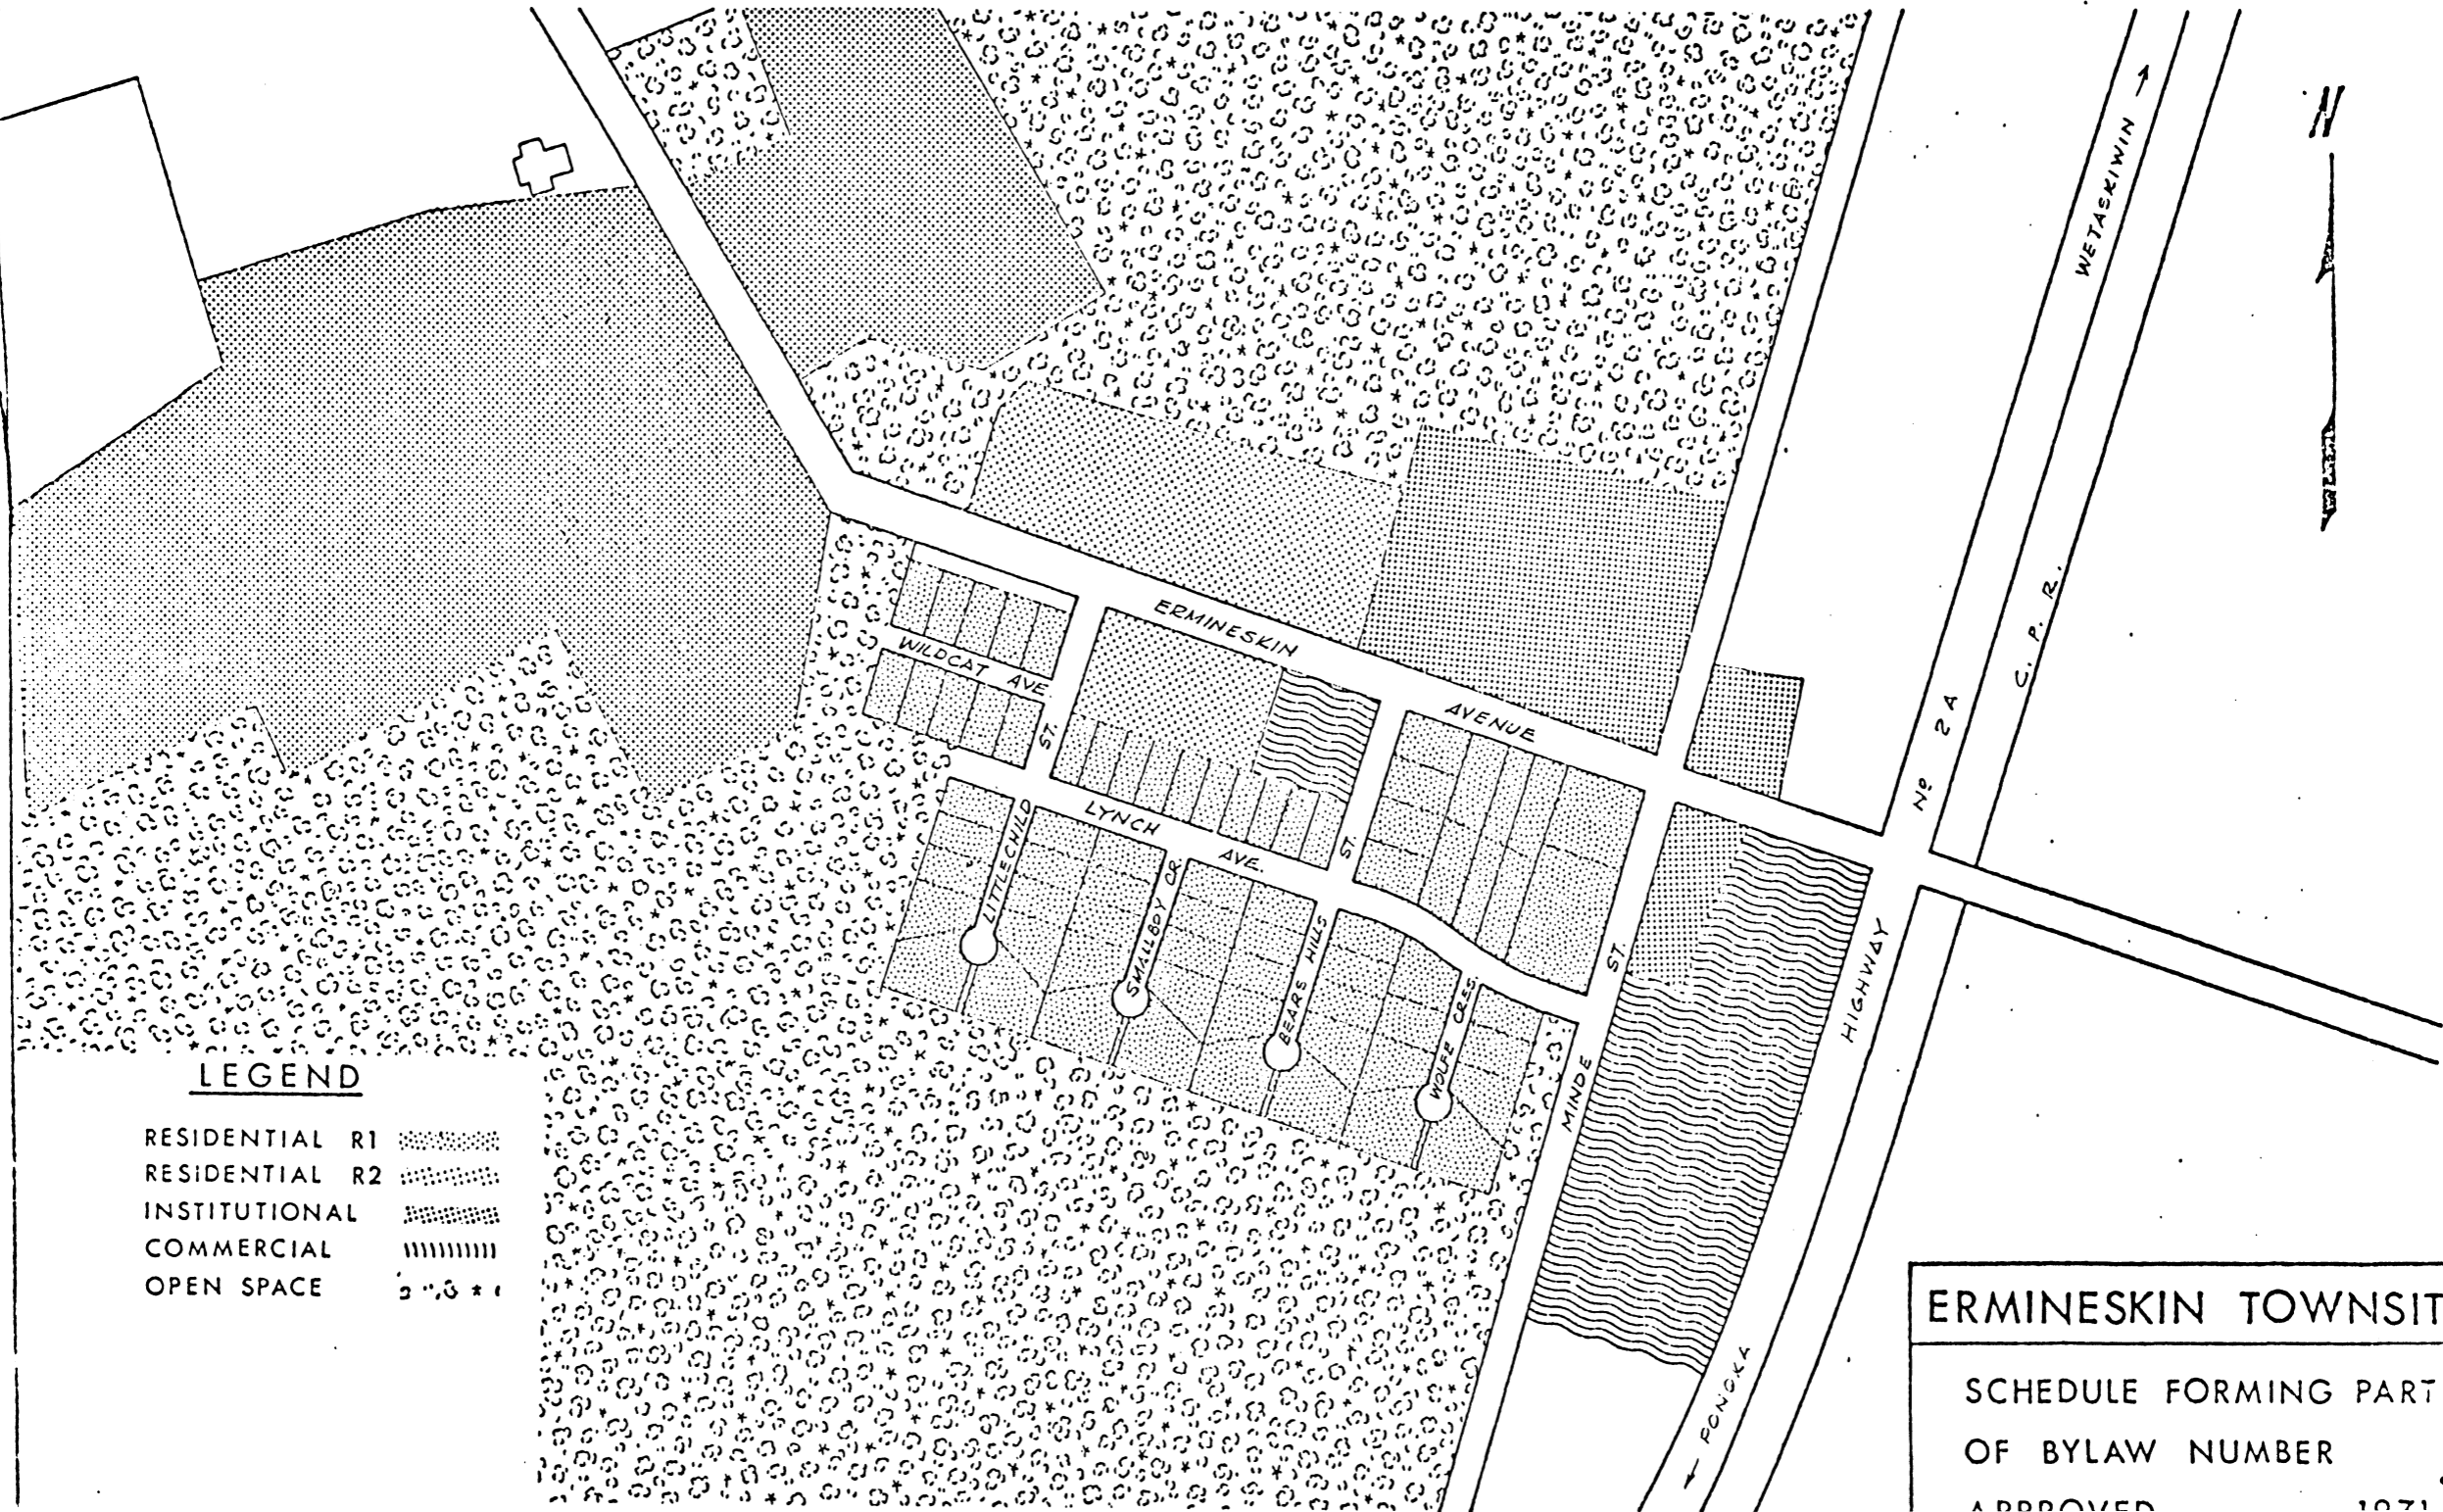 N
WETASKIWIN
C. P. R.
Nº 2A
HIGHWAY
PONOKA
ERMINESKIN AVENUE
WILDCAT AVE
ST.
LYNCH AVE.
ST.
LITTLECHILD
SMALLBOY CR.
BEARS HILLS
WOLFE CRES
MINDE ST.
LEGEND
RESIDENTIAL R1
RESIDENTIAL R2
INSTITUTIONAL
COMMERCIAL
OPEN SPACE
ERMINESKIN TOWNSIT
SCHEDULE FORMING PART
OF BYLAW NUMBER
APPROVED 1971